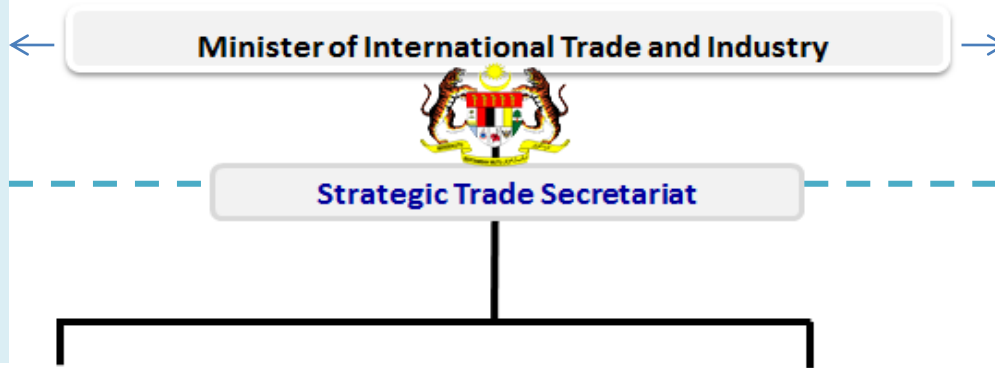 Minister of International Trade and Industry
Strategic Trade Secretariat